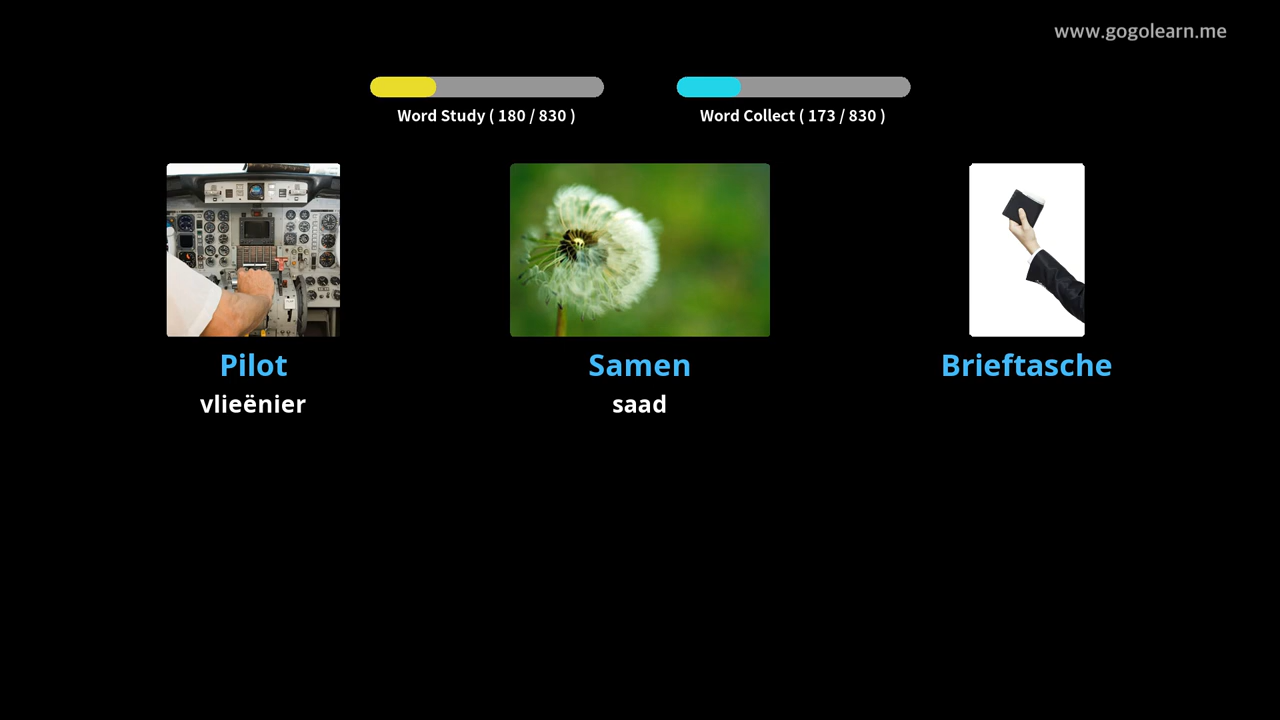 www.gogolearn.me
Word Study ( 180 / 830 )
Word Collect ( 173 / 830 )
Pilot
vlieënier
Samen
saad
Brieftasche